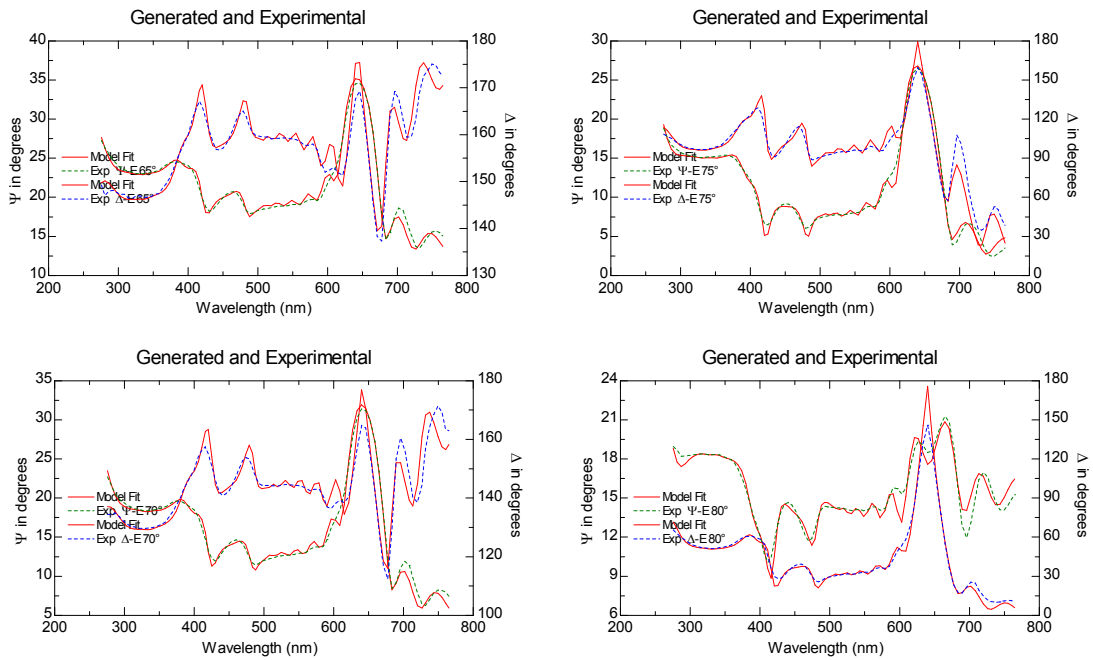 Generated and Experimental
40
35
30
25
20
15
10
Ψ in degrees
180
170
160
150
140
130
Δ in degrees
Model Fit
Exp Ψ-E 65°
Model Fit
Exp Δ-E 65°
200 300 400 500 600 700 800
Wavelength (nm)
Generated and Experimental
30
25
20
15
10
5
0
Ψ in degrees
180
150
120
90
60
30
0
Δ in degrees
Model Fit
Exp Ψ-E 75°
Model Fit
Exp Δ-E 75°
200 300 400 500 600 700 800
Wavelength (nm)
Generated and Experimental
35
30
25
20
15
10
5
Ψ in degrees
180
160
140
120
100
Δ in degrees
Model Fit
Exp Ψ-E 70°
Model Fit
Exp Δ-E 70°
200 300 400 500 600 700 800
Wavelength (nm)
Generated and Experimental
24
21
18
15
12
9
6
Ψ in degrees
180
150
120
90
60
30
0
Δ in degrees
Model Fit
Exp Ψ-E 80°
Model Fit
Exp Δ-E 80°
200 300 400 500 600 700 800
Wavelength (nm)